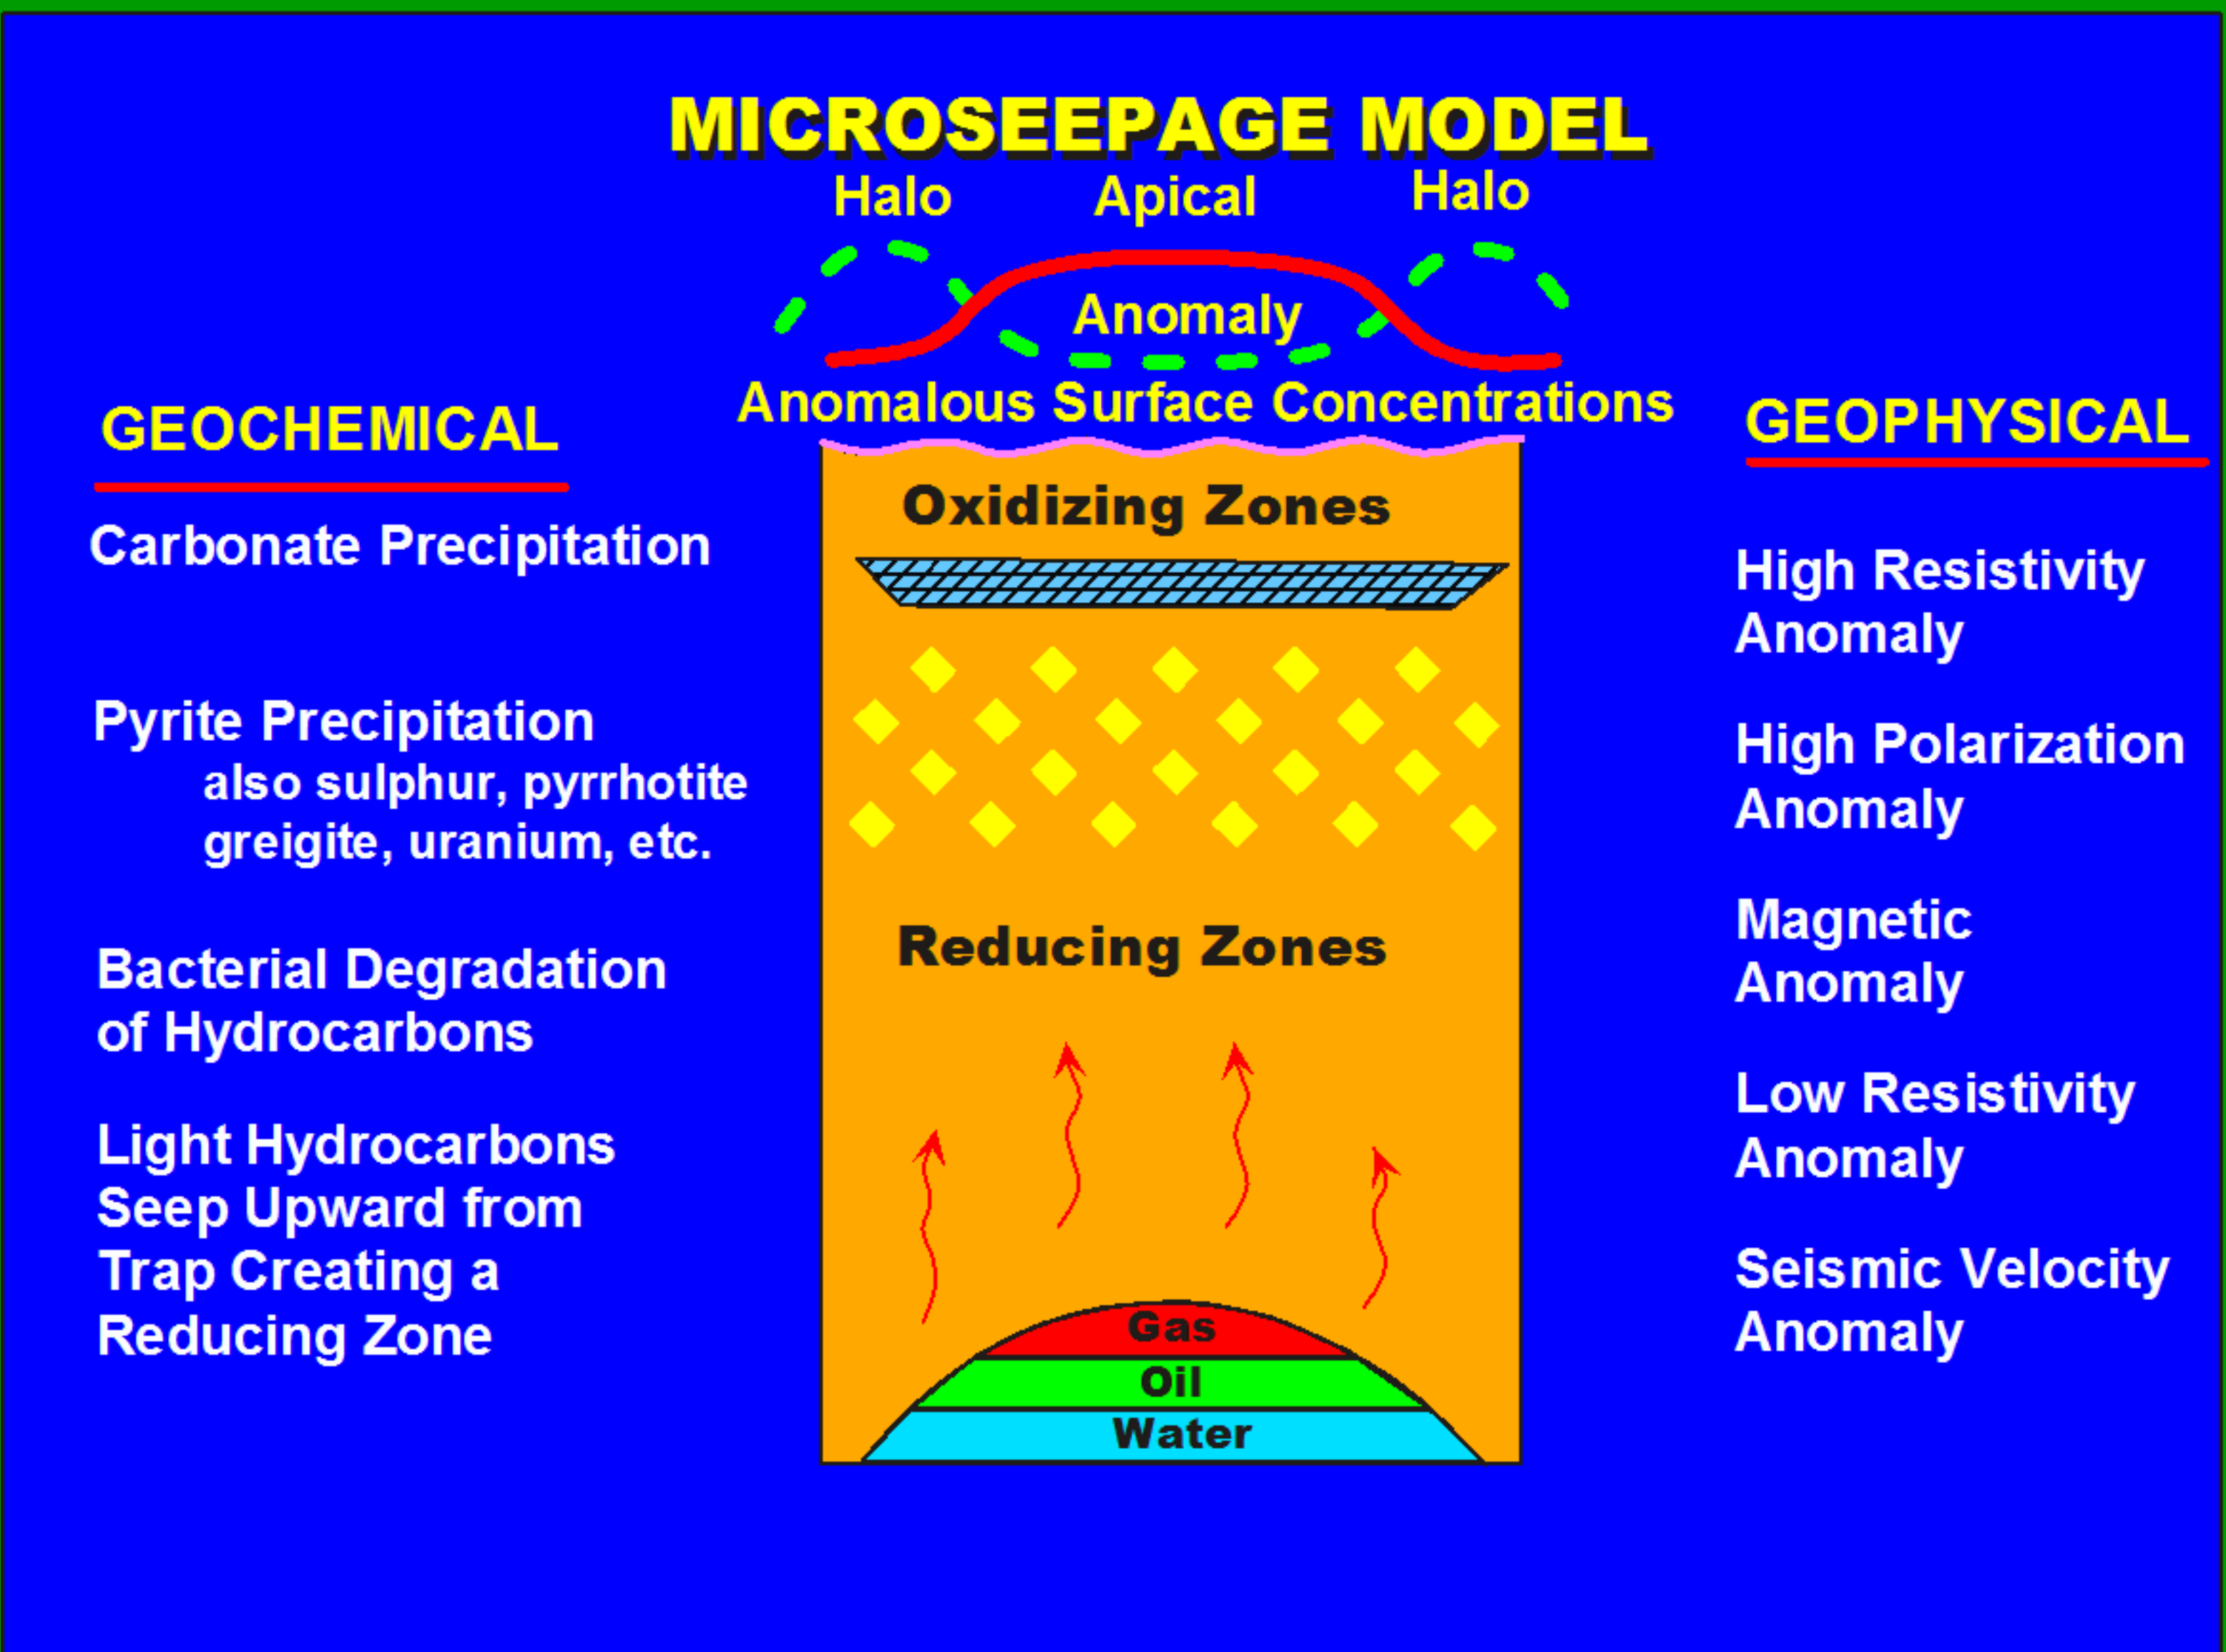 MICROSEEPAGE MODEL
Halo Apical Halo
Anomaly
Anomalous Surface Concentrations
GEOCHEMICAL
Carbonate Precipitation
Pyrite Precipitation
also sulphur, pyrrhotite
greigite, uranium, etc.
Bacterial Degradation
of Hydrocarbons
Light Hydrocarbons
Seep Upward from
Trap Creating a
Reducing Zone
Oxidizing Zones
Reducing Zones
Gas
Oil
Water
GEOPHYSICAL
High Resistivity
Anomaly
High Polarization
Anomaly
Magnetic
Anomaly
Low Resistivity
Anomaly
Seismic Velocity
Anomaly